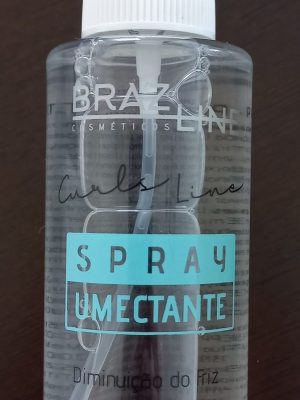 BRAZ
COSMÉTICOS LINE
Curls Line
SPRAY
UMECTANTE
Diminuição do Friz